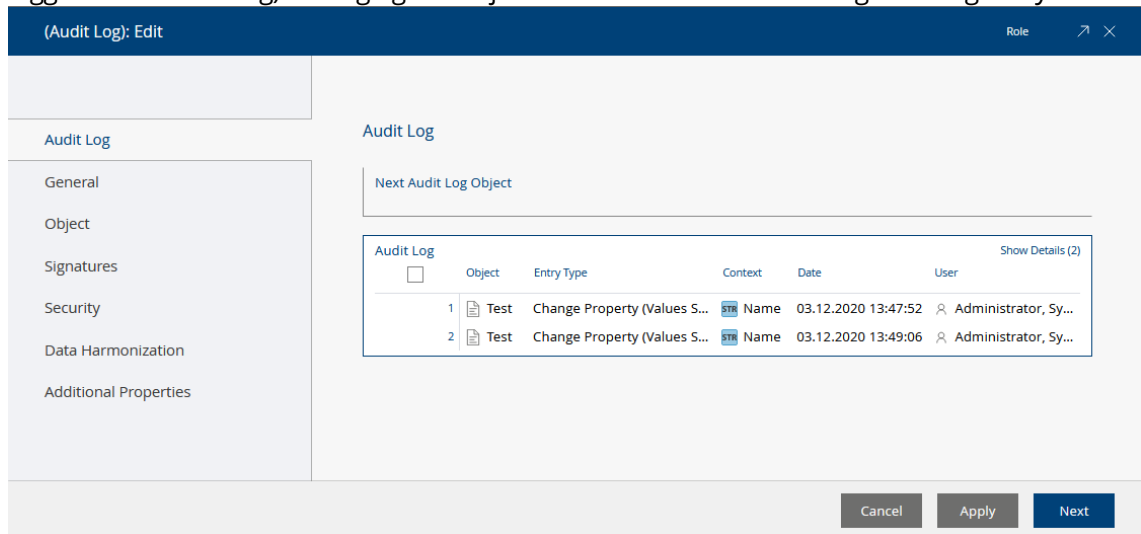 (Audit Log): Edit Role
Audit Log
General
Object
Signatures
Security
Data Harmonization
Additional Properties
Audit Log
Next Audit Log Object
Audit Log Show Details (2)
Object Entry Type Context Date User
1 Test Change Property (Values S... STR Name 03.12.2020 13:47:52 Administrator, Sy...
2 Test Change Property (Values S... STR Name 03.12.2020 13:49:06 Administrator, Sy...
Cancel Apply Next